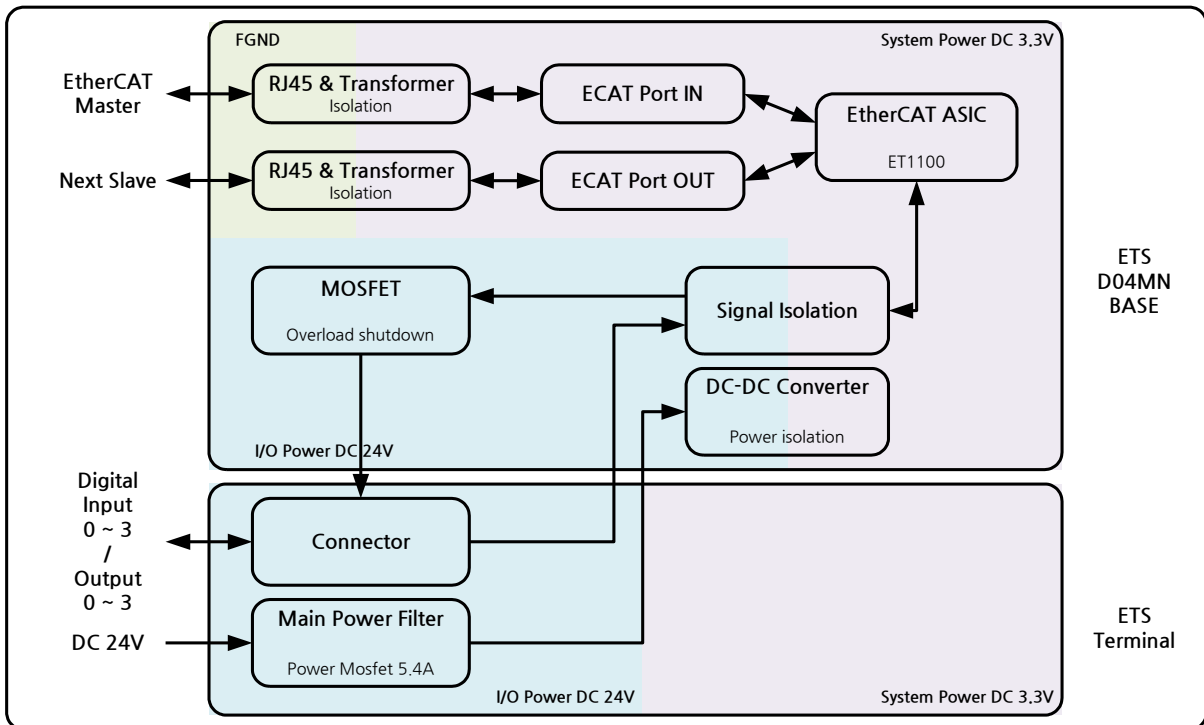 FGND
System Power DC 3.3V
EtherCAT
Master
RJ45 & Transformer
Isolation
ECAT Port IN
EtherCAT ASIC
ET1100
Next Slave
RJ45 & Transformer
Isolation
ECAT Port OUT
MOSFET
Overload shutdown
Signal Isolation
ETS
D04MN
BASE
DC-DC Converter
Power isolation
I/O Power DC 24V
Digital
Input
0 ~ 3
/
Output
0 ~ 3
Connector
DC 24V
Main Power Filter
Power Mosfet 5.4A
ETS
Terminal
I/O Power DC 24V
System Power DC 3.3V